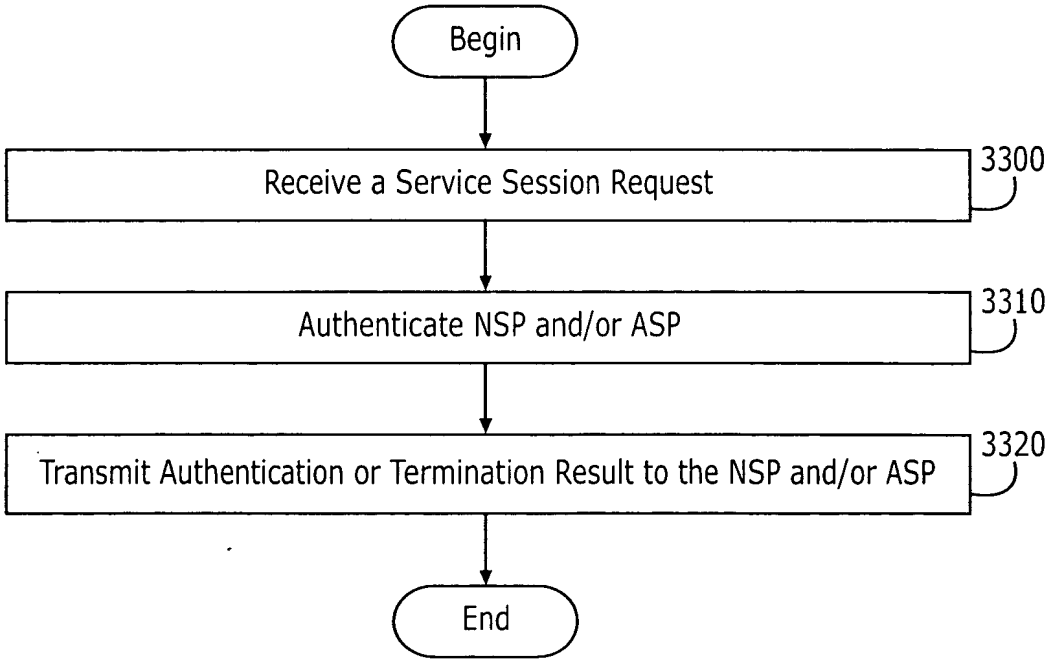 Begin
3300
Receive a Service Session Request
3310
Authenticate NSP and/or ASP
3320
Transmit Authentication or Termination Result to the NSP and/or ASP
End